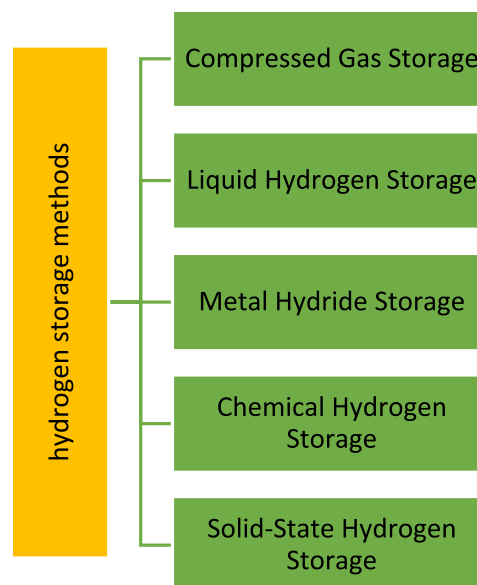 hydrogen storage methods
Compressed Gas Storage
Liquid Hydrogen Storage
Metal Hydride Storage
Chemical Hydrogen
Storage
Solid-State Hydrogen
Storage